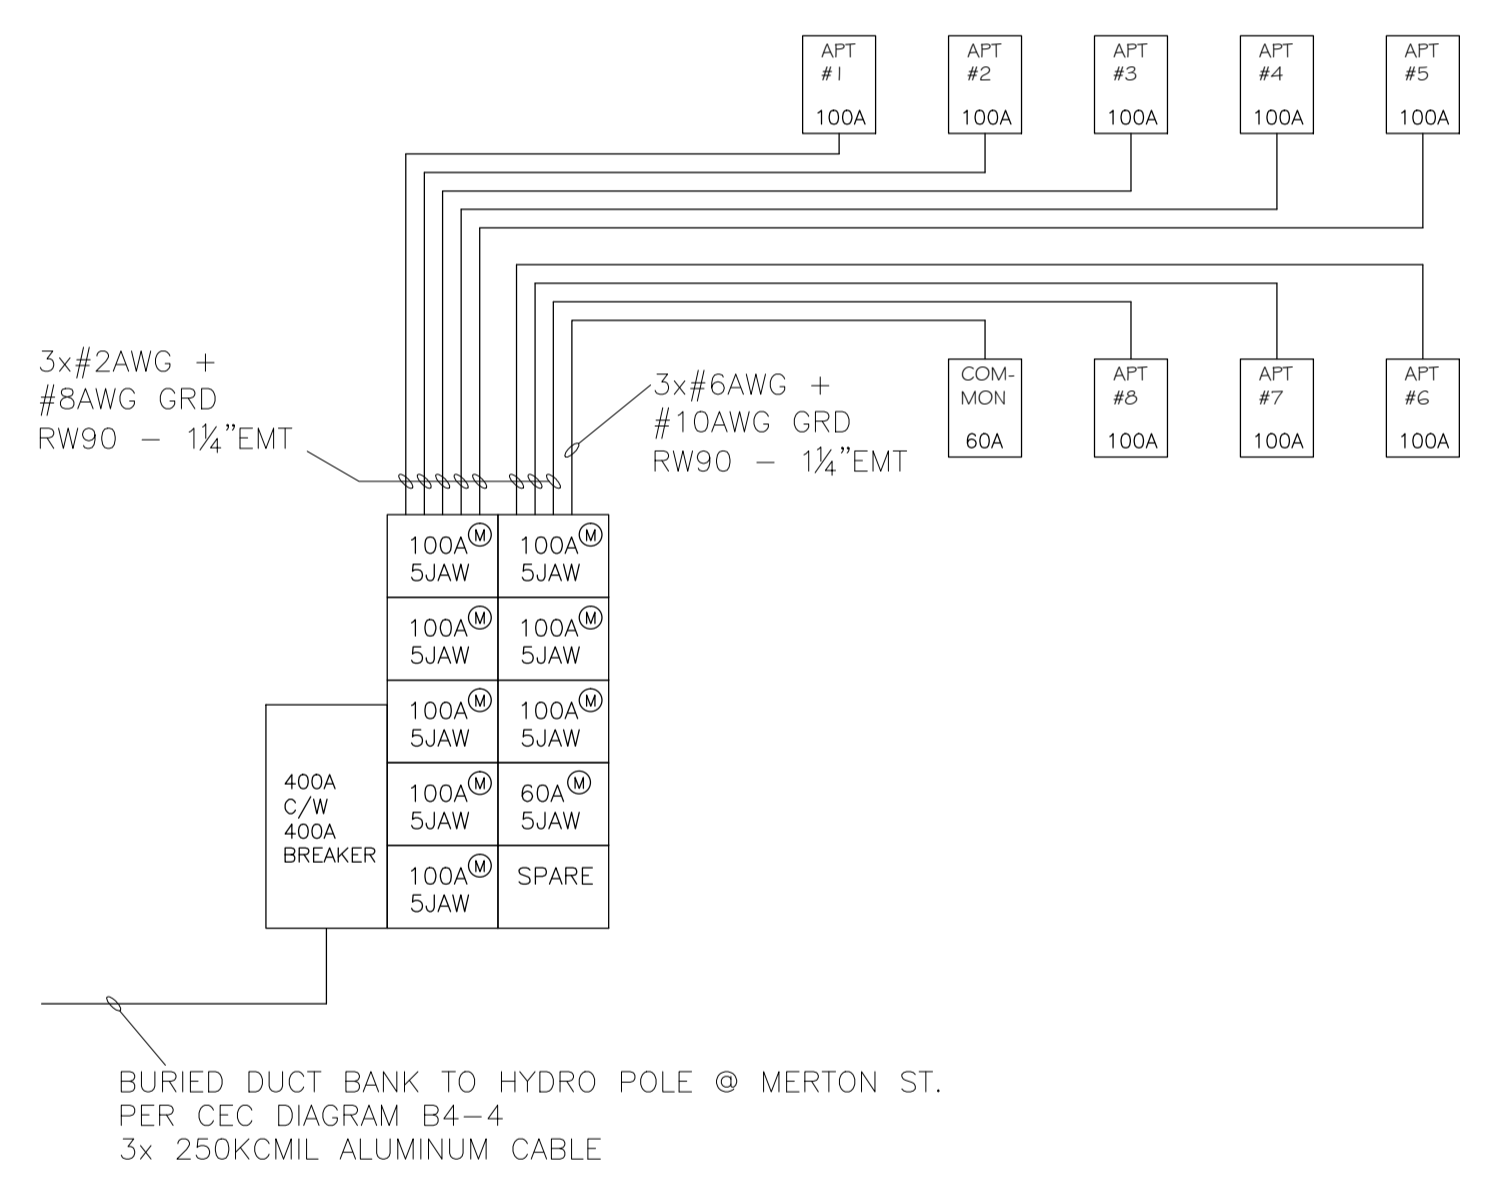 APT
#1
100A
APT
#2
100A
APT
#3
100A
APT
#4
100A
APT
#5
100A
3x#2AWG +
#8AWG GRD
RW90 - 1¼"EMT
3x#6AWG +
#10AWG GRD
RW90 - 1¼"EMT
COM-
MON
60A
APT
#8
100A
APT
#7
100A
APT
#6
100A
100A M
5JAW
100A M
5JAW
100A M
5JAW
100A M
5JAW
100A M
5JAW
100A M
5JAW
100A M
5JAW
60A M
5JAW
100A M
5JAW
SPARE
400A
C/W
400A
BREAKER
BURIED DUCT BANK TO HYDRO POLE @ MERTON ST.
PER CEC DIAGRAM B4-4
3x 250KCMIL ALUMINUM CABLE